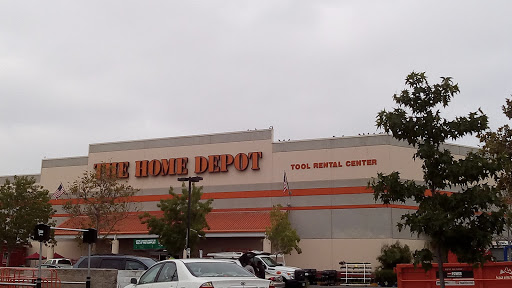 THE HOME DEPOT
TOOL RENTAL CENTER